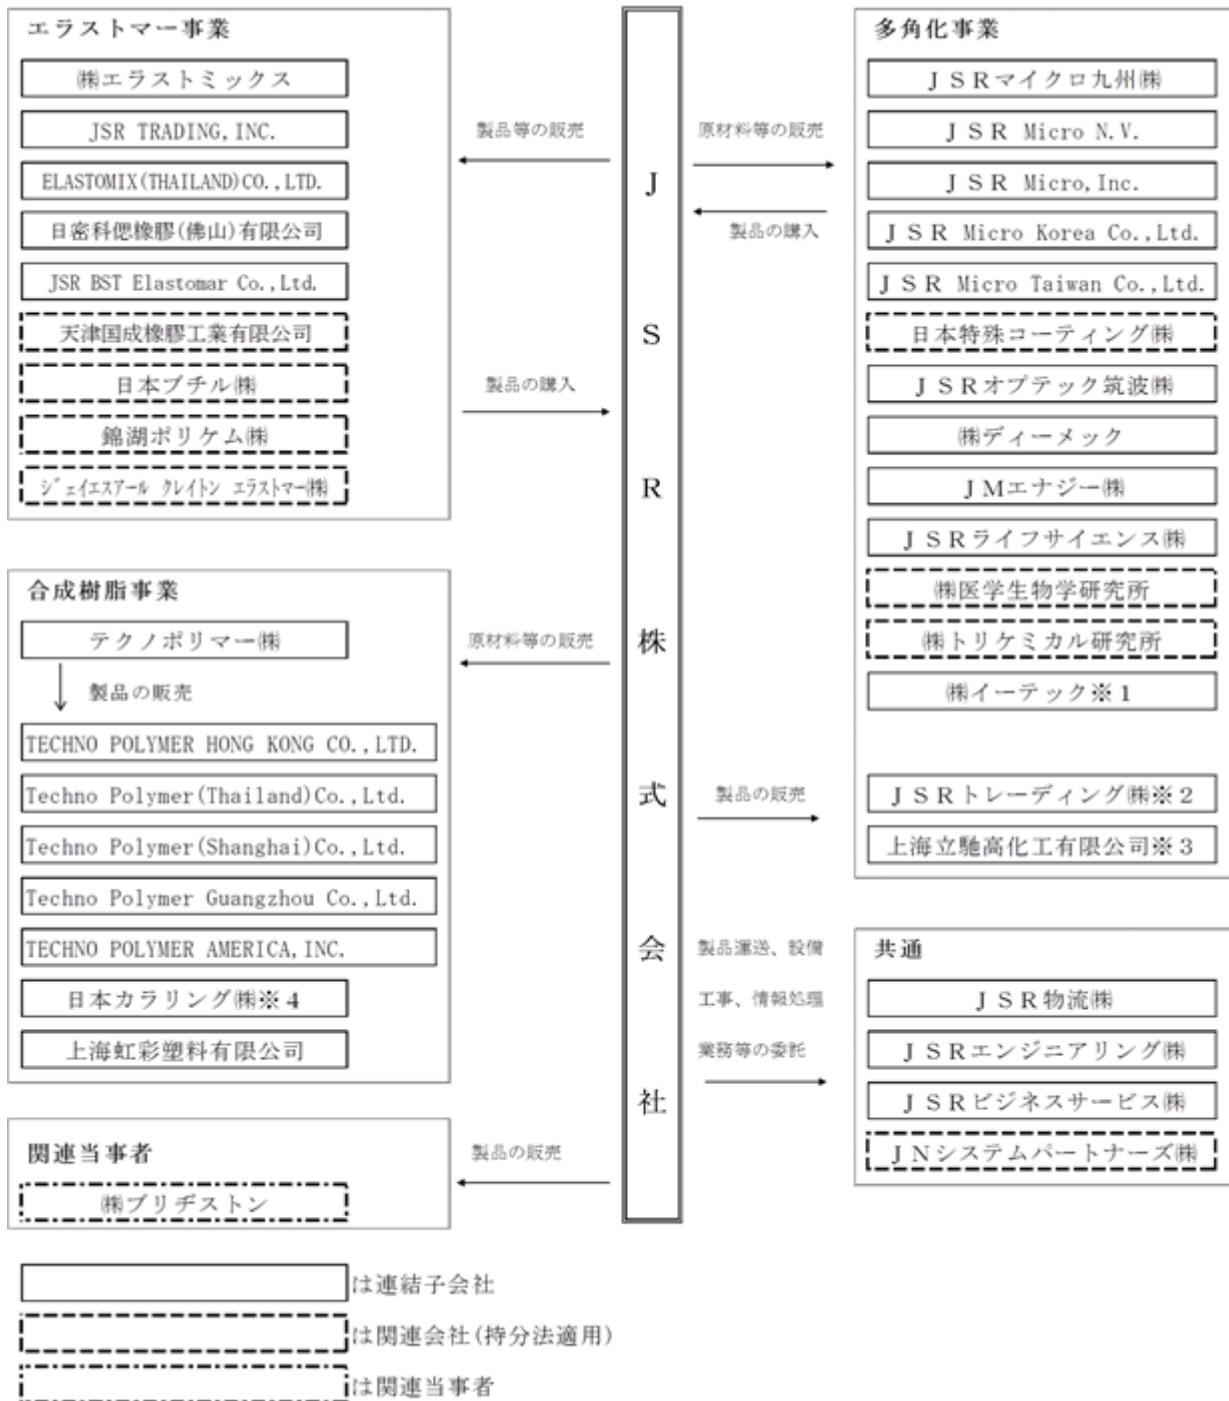 エラストマー事業
㈱エラストミックス
JSR TRADING,INC.
ELASTOMIX(THAILAND)CO.,LTD.
日密科偲橡膠(佛山)有限公司
JSR BST Elastomar Co.,Ltd.
天津国成橡膠工業有限公司
日本ブチル㈱
錦湖ポリケム㈱
ジェイエスアール クレイトン エラストマー㈱
製品等の販売
製品の購入
合成樹脂事業
テクノポリマー㈱
製品の販売
TECHNO POLYMER HONG KONG CO.,LTD.
Techno Polymer(Thailand)Co.,Ltd.
Techno Polymer(Shanghai)Co.,Ltd.
Techno Polymer Guangzhou Co.,Ltd.
TECHNO POLYMER AMERICA,INC.
日本カラリング㈱※4
上海虹彩塑料有限公司
原材料等の販売
関連当事者
㈱ブリヂストン
製品の販売
ＪＳＲ株式会社
多角化事業
原材料等の販売
製品の購入
ＪＳＲマイクロ九州㈱
ＪＳＲ Micro N.V.
ＪＳＲ Micro,Inc.
ＪＳＲ Micro Korea Co.,Ltd.
ＪＳＲ Micro Taiwan Co.,Ltd.
日本特殊コーティング㈱
ＪＳＲオプテック筑波㈱
㈱ディーメック
ＪＭエナジー㈱
ＪＳＲライフサイエンス㈱
㈱医学生物学研究所
㈱トリケミカル研究所
㈱イーテック※1
製品の販売
ＪＳＲトレーディング㈱※2
上海立馳高化工有限公司※3
製品運送、設備
工事、情報処理
業務等の委託
共通
ＪＳＲ物流㈱
ＪＳＲエンジニアリング㈱
ＪＳＲビジネスサービス㈱
ＪＮシステムパートナーズ㈱
は連結子会社
は関連会社(持分法適用)
は関連当事者